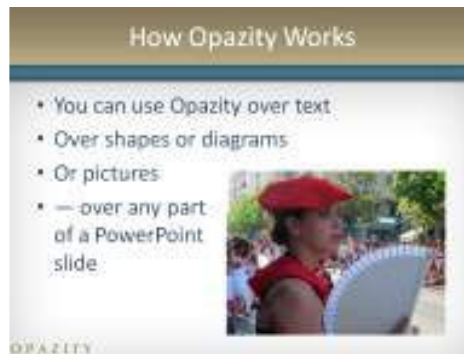 How Opazity Works
• You can use Opazity over text
• Over shapes or diagrams
• Or pictures
• — over any part
of a PowerPoint
slide
OPAZITY